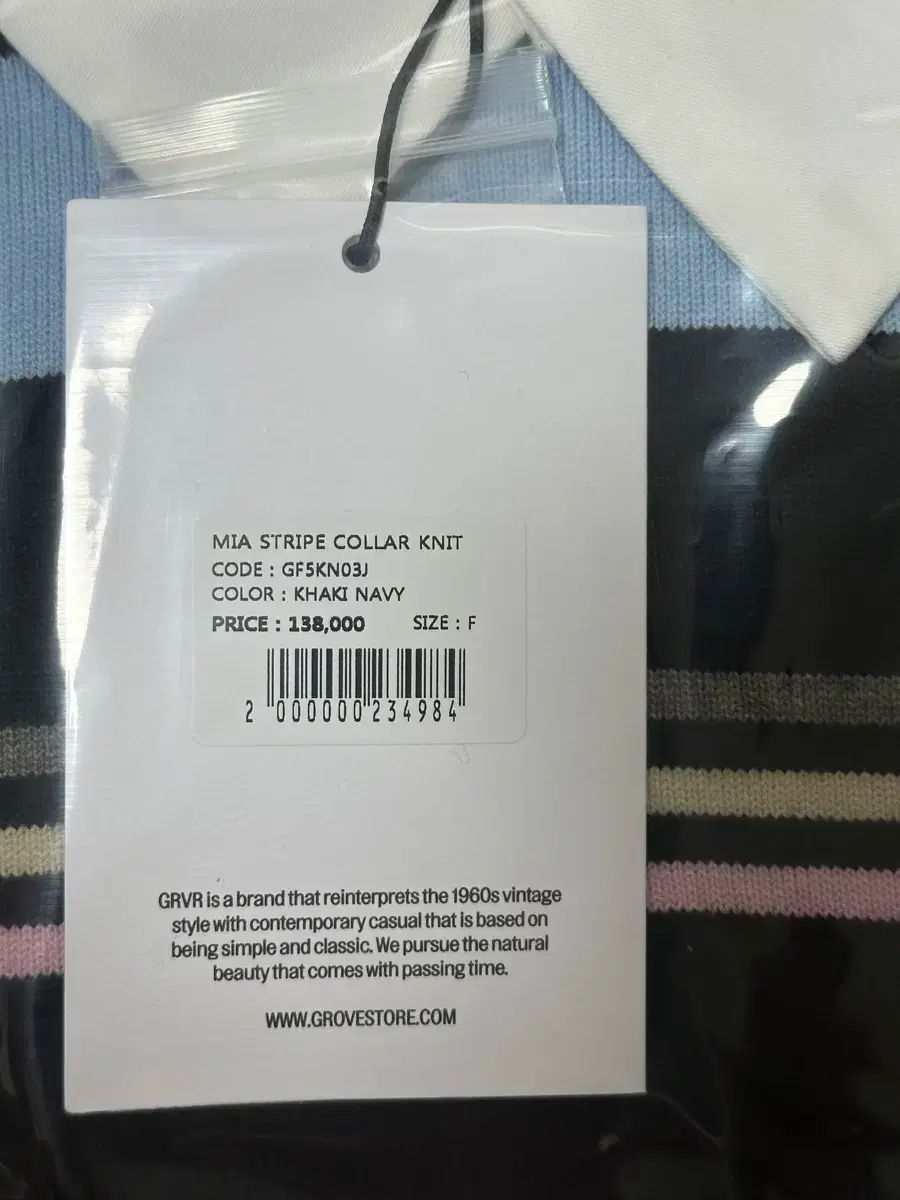 MIA STRIPE COLLAR KNIT
CODE : GF5KN03J
COLOR : KHAKI NAVY
PRICE : 138,000 SIZE : F
2 000000 234984
GRVR is a brand that reinterprets the 1960s vintage
style with contemporary casual that is based on
being simple and classic. We pursue the natural
beauty that comes with passing time.
WWW.GROVESTORE.COM